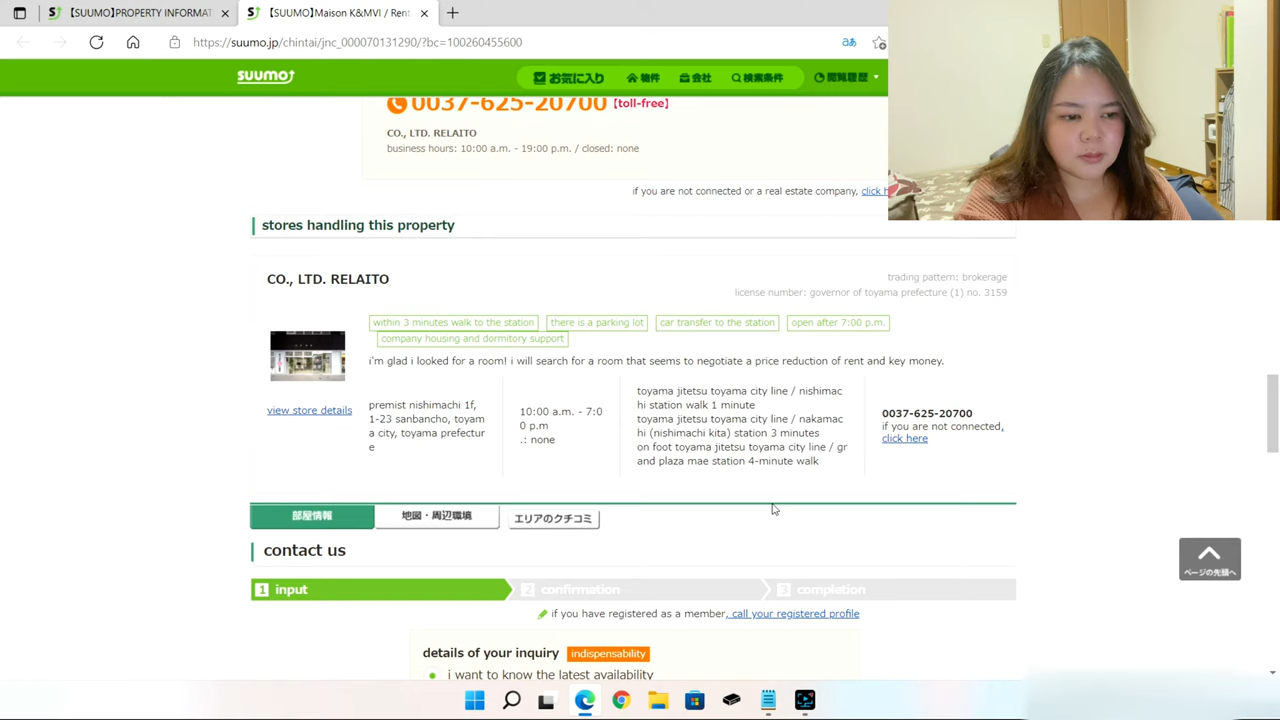 【SUUMO】PROPERTY INFORMAT
【SUUMO】Maison K&MVI / Rent
https://suumo.jp/chintai/jnc_000070131290/?bc=100260455600
suumo
お気に入り
物件
会社
検索条件
閲覧履歴
0037-625-20700 【toll-free】
CO., LTD. RELAITO
business hours: 10:00 a.m. - 19:00 p.m. / closed: none
if you are not connected or a real estate company, click h
stores handling this property
CO., LTD. RELAITO
trading pattern: brokerage
license number: governor of toyama prefecture (1) no. 3159
within 3 minutes walk to the station
there is a parking lot
car transfer to the station
open after 7:00 p.m.
company housing and dormitory support
i'm glad i looked for a room! i will search for a room that seems to negotiate a price reduction of rent and key money.
view store details
premist nishimachi 1f,
1-23 sanbancho, toyam
a city, toyama prefectur
e
10:00 a.m. - 7:0
0 p.m
.: none
toyama jitetsu toyama city line / nishimac
hi station walk 1 minute
toyama jitetsu toyama city line / nakamac
hi (nishimachi kita) station 3 minutes
on foot toyama jitetsu toyama city line / gr
and plaza mae station 4-minute walk
0037-625-20700
if you are not connected,
click here
部屋情報
地図・周辺環境
エリアのクチコミ
contact us
1 input
2 confirmation
3 completion
if you have registered as a member, call your registered profile
details of your inquiry indispensability
i want to know the latest availability
ページの先頭へ